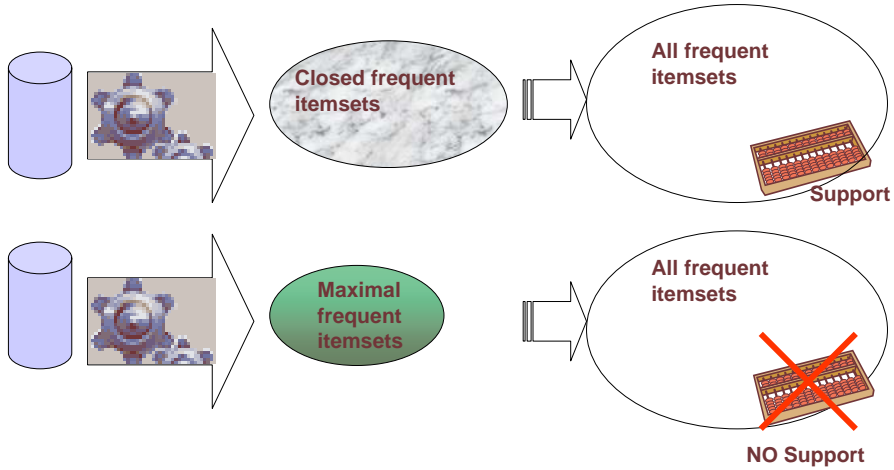 Closed frequent
itemsets
All frequent
itemsets
Support
Maximal
frequent
itemsets
All frequent
itemsets
NO Support